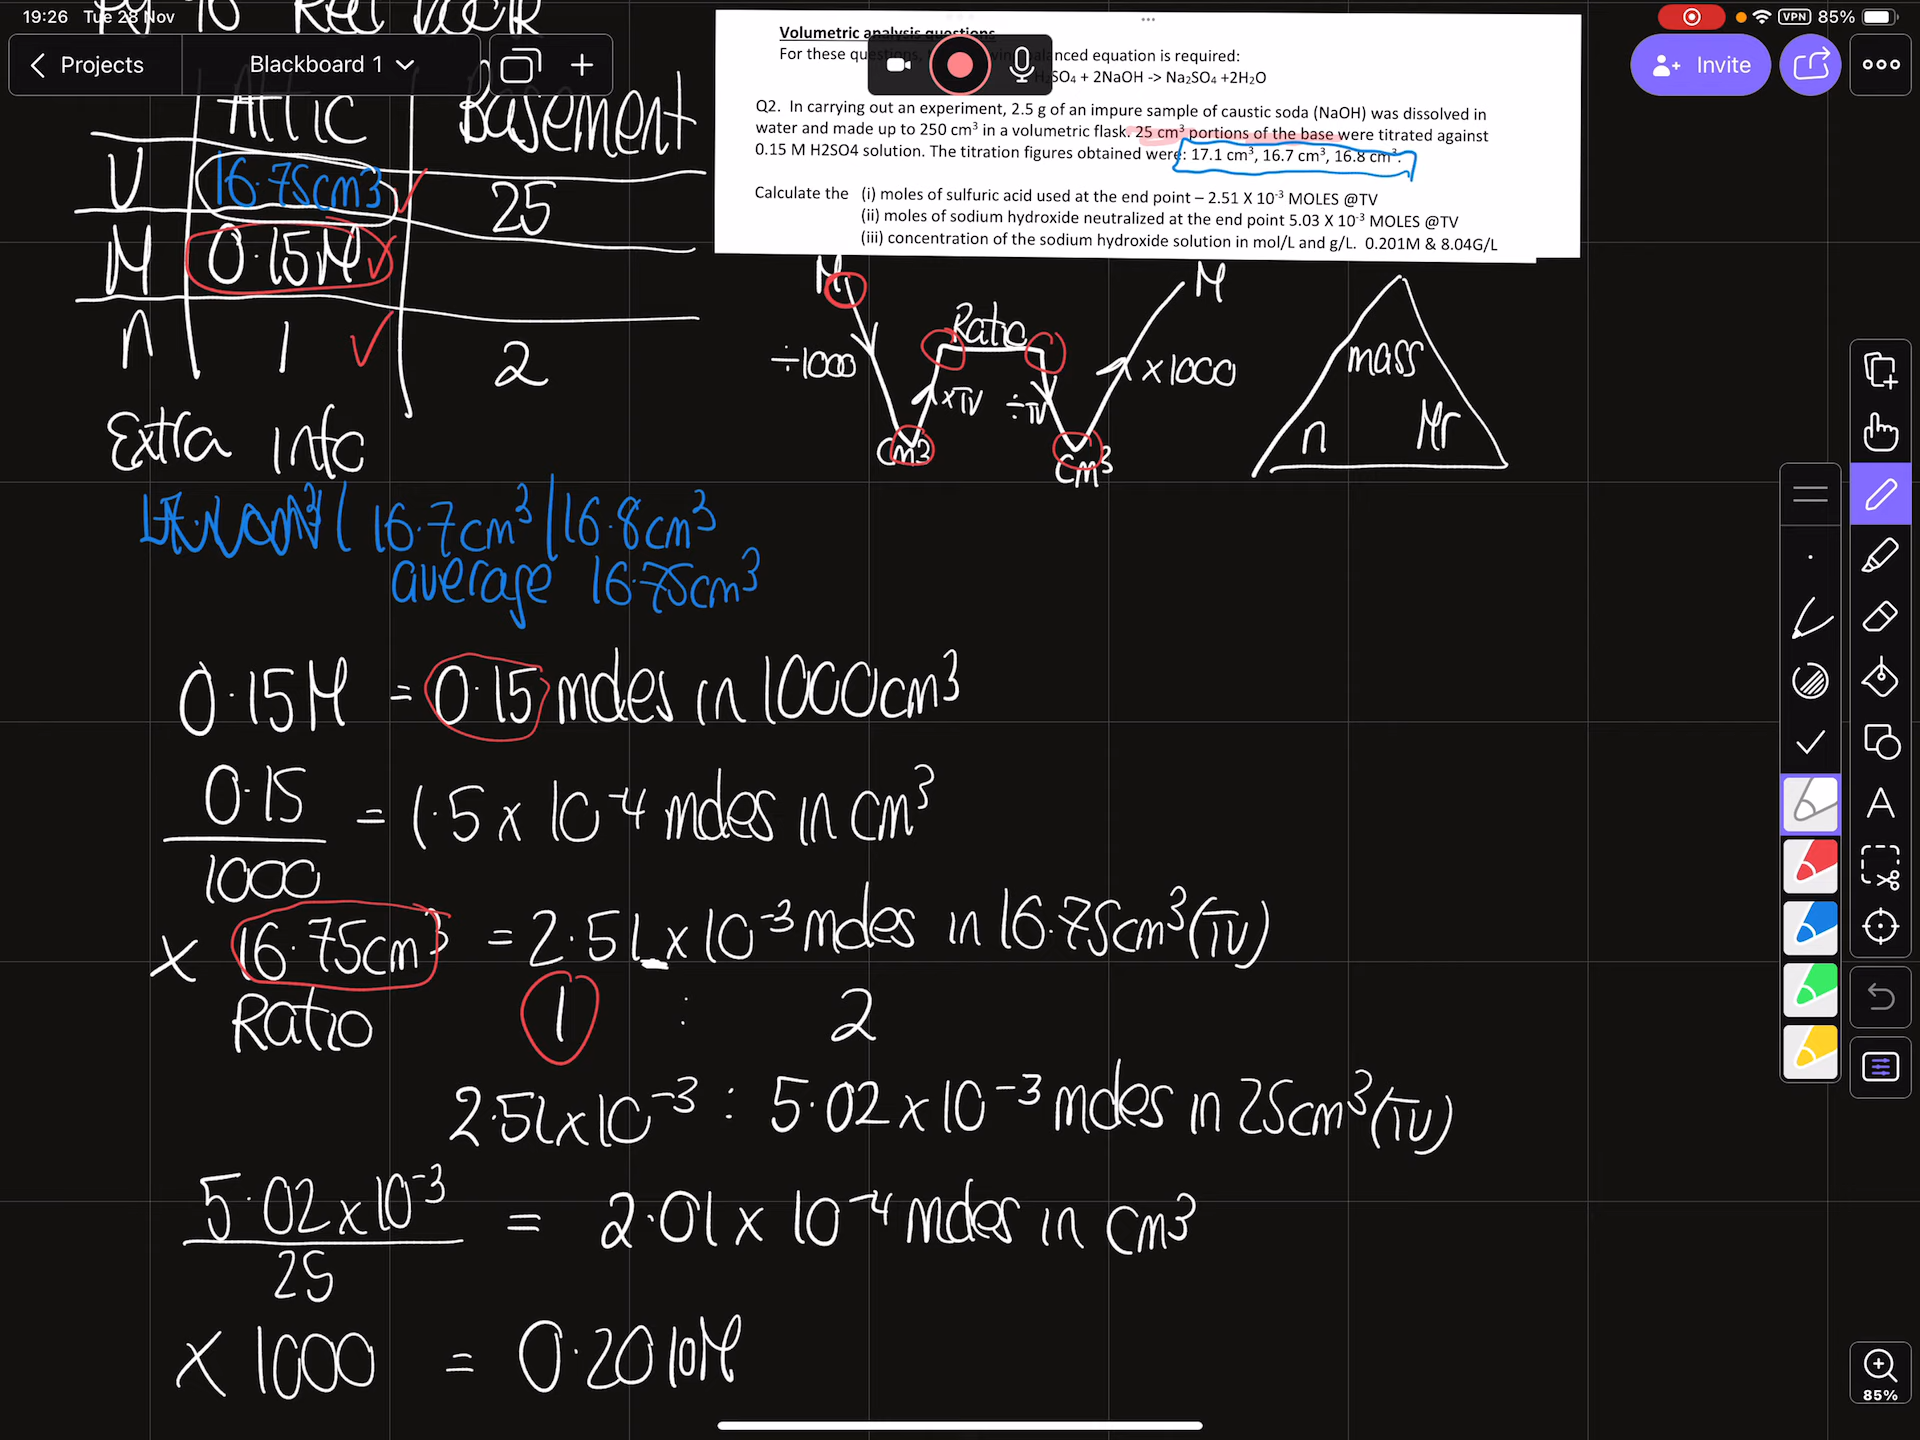 19:26 Tue 28 Nov
85%
VPN
Projects
Blackboard 1
Invite
Volumetric analysis questions
For these questions, anced equation is required:
H₂SO₄ + 2NaOH -> Na₂SO₄ +2H₂O
Q2. In carrying out an experiment, 2.5 g of an impure sample of caustic soda (NaOH) was dissolved in
water and made up to 250 cm³ in a volumetric flask. 25 cm³ portions of the base were titrated against
0.15 M H2SO4 solution. The titration figures obtained were: 17.1 cm³, 16.7 cm³, 16.8 cm³.
Calculate the (i) moles of sulfuric acid used at the end point – 2.51 X 10⁻³ MOLES @TV
(ii) moles of sodium hydroxide neutralized at the end point 5.03 X 10⁻³ MOLES @TV
(iii) concentration of the sodium hydroxide solution in mol/L and g/L. 0.201M & 8.04G/L
Attic Basement
V 16.75cm3 25
M 0.15M
n 1 2
M Ratio M
÷1000 xTV ÷TV x1000
cm3 cm3
mass
n Mr
Extra info
17.1cm³ | 16.7cm³ | 16.8cm³
average 16.75cm³
0.15M = 0.15 moles in 1000cm³
0.15
= 1.5 x 10⁻⁴ moles in cm³
1000
x 16.75cm³ = 2.51 x 10⁻³ moles in 16.75cm³ (TV)
Ratio 1 : 2
2.51x10⁻³ : 5.02 x 10⁻³ moles in 25cm³ (TV)
5.02 x 10⁻³
= 2.01 x 10⁻⁴ moles in cm3
25
x 1000 = 0.2010M
A
85%